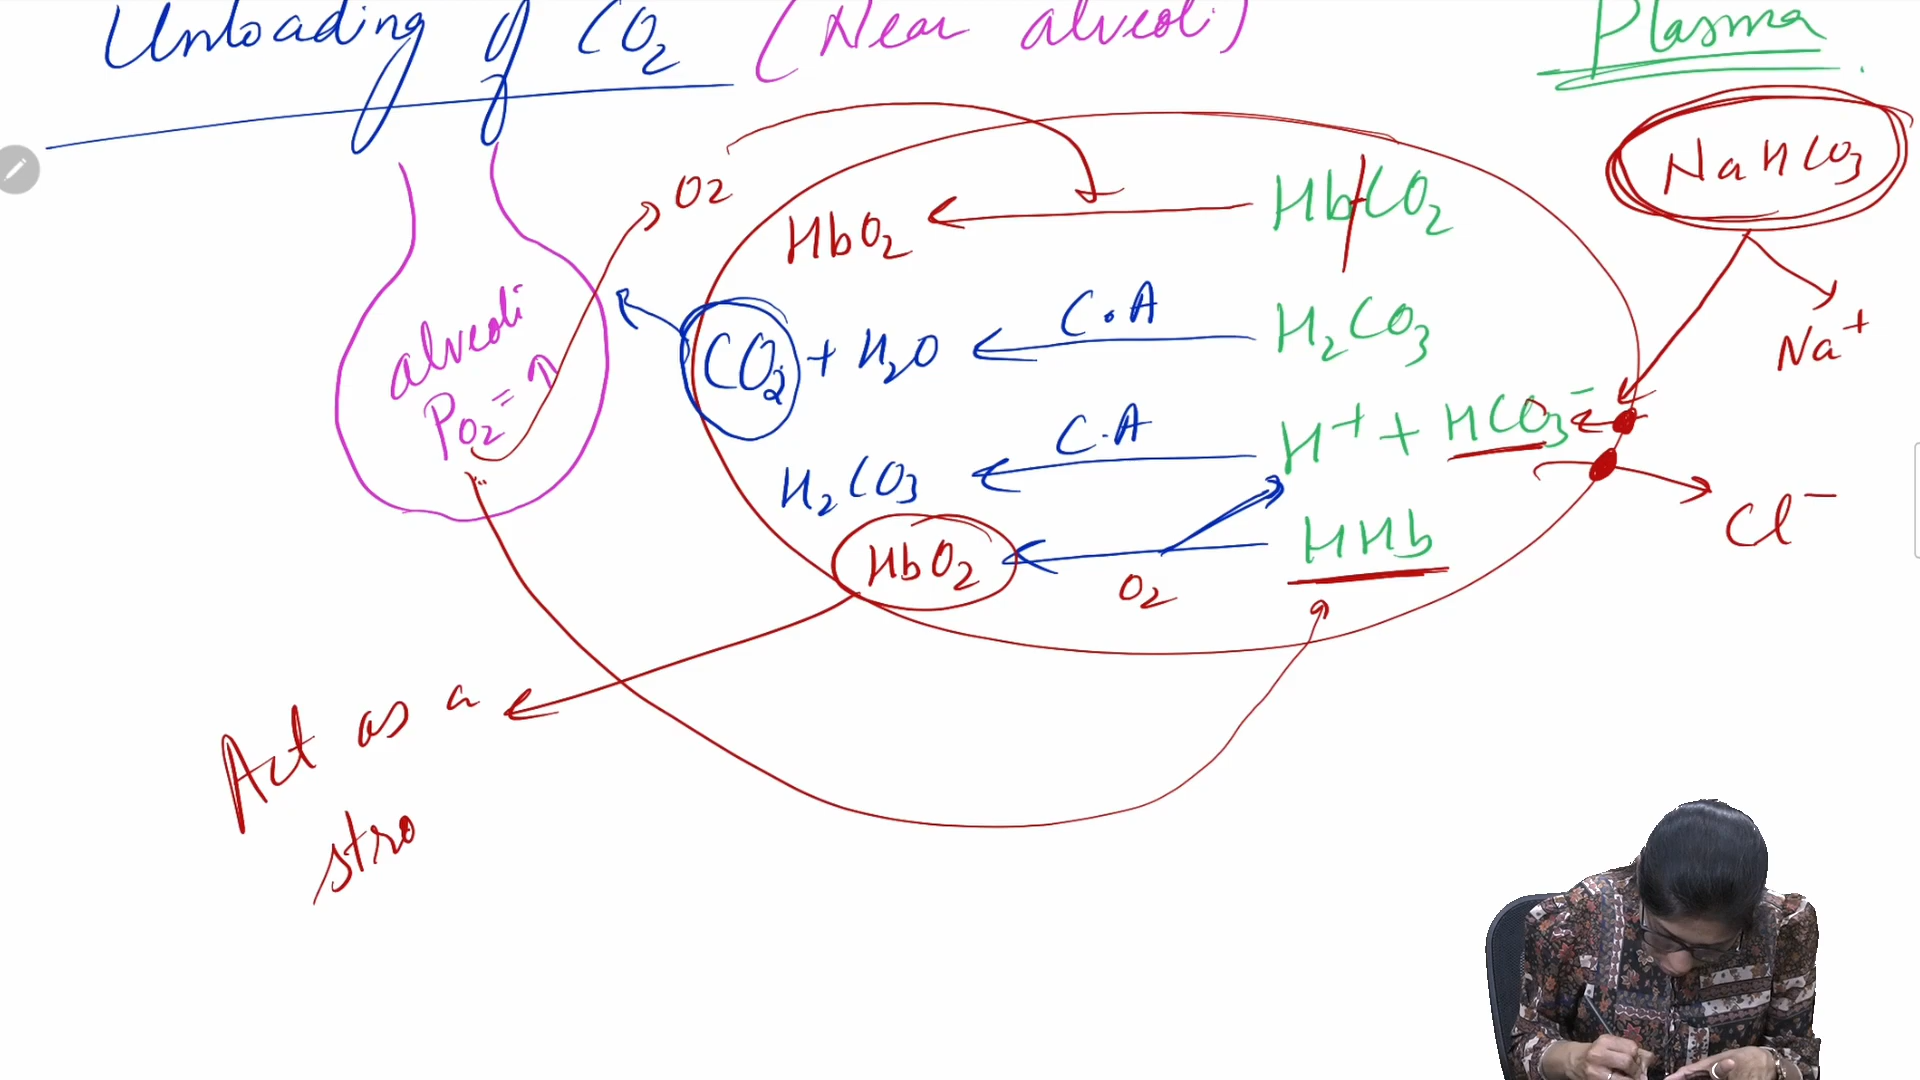 Unloading of CO2 (Near alveoli)
Plasma
NaHCO3
O2
HbO2 ← HbCO2
alveoli
PO2 = ↑
CO2 + H2O ← C.A H2CO3
Na+
H2CO3 ← C.A H+ + HCO3-
Cl-
HbO2 ← O2 HHb
Act as a
stro